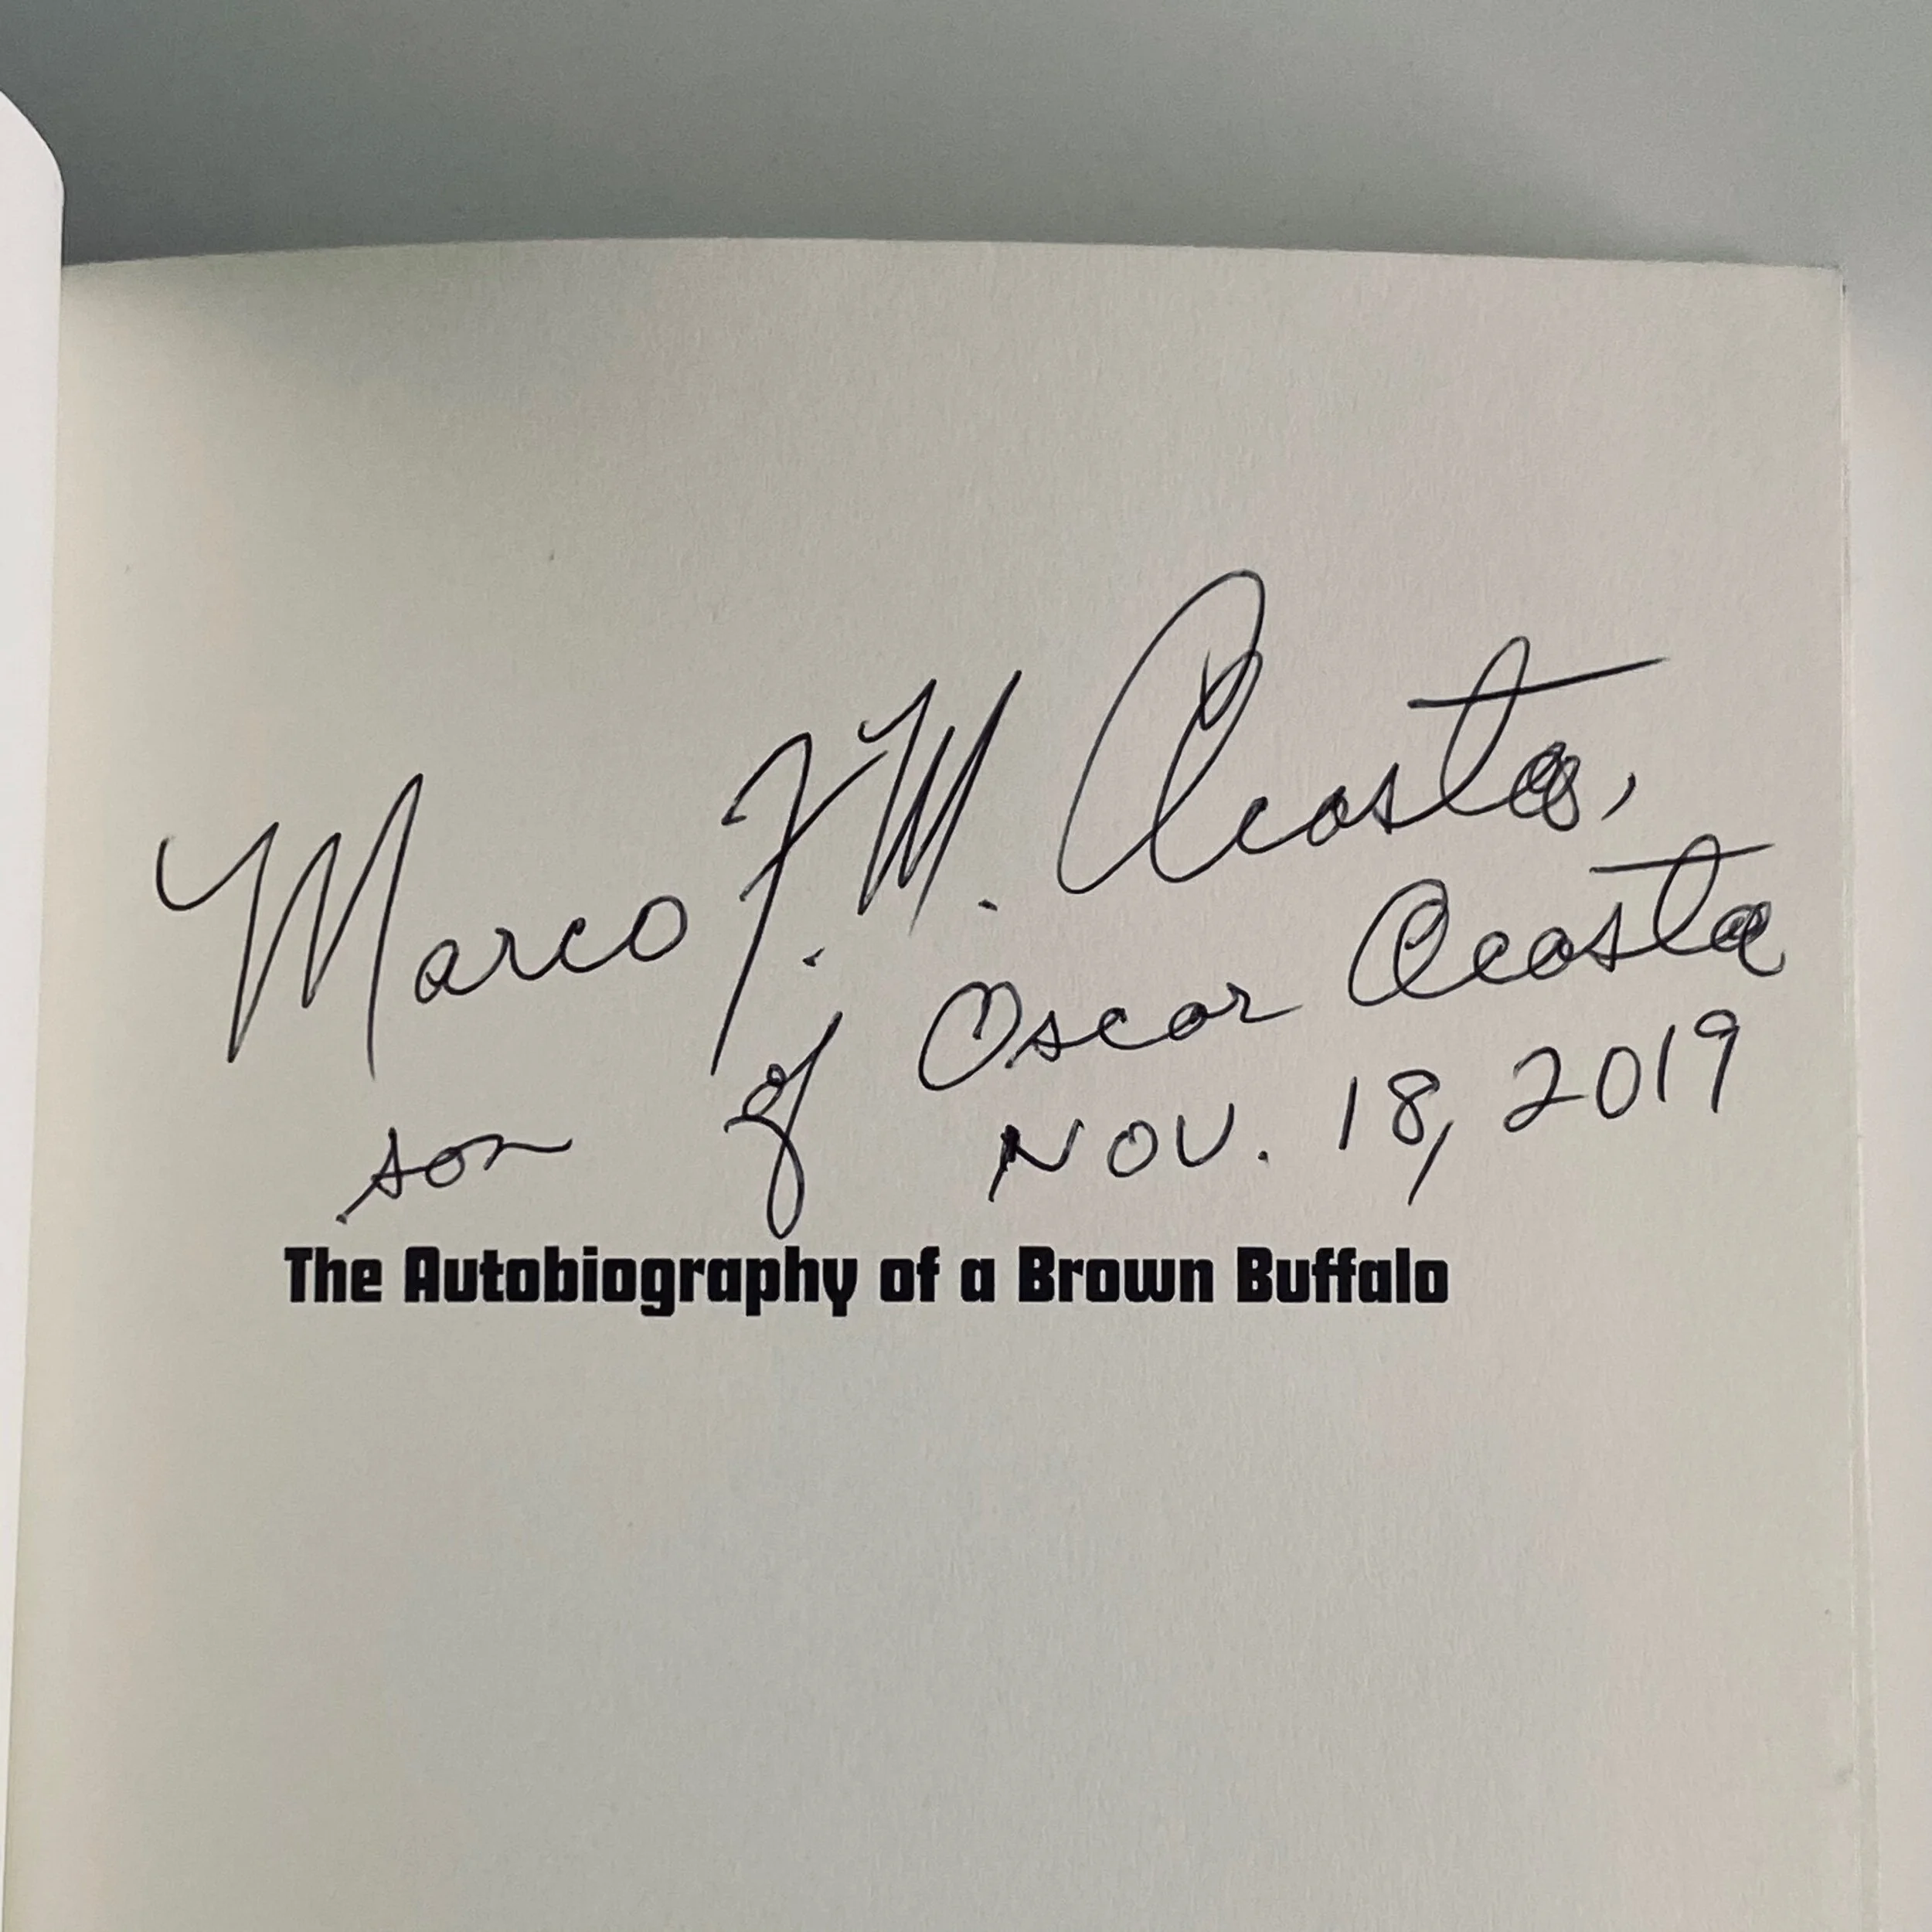 Marco F. M. Acosta,
son of Oscar Acosta
NOV. 18, 2019
The Autobiography of a Brown Buffalo